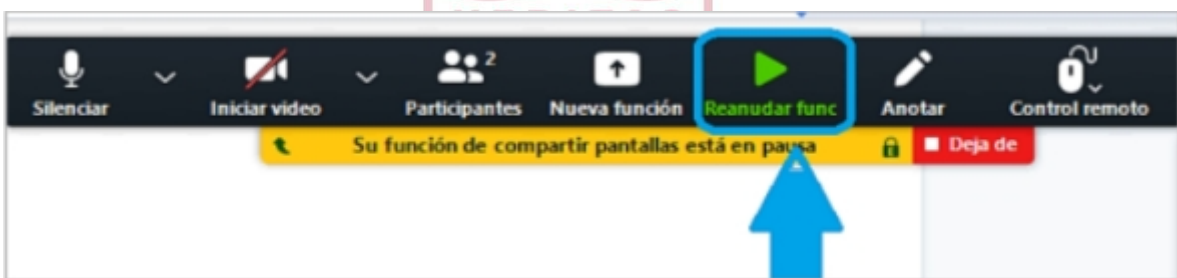 2
Silenciar Iniciar video Participantes Nueva función Reanudar func Anotar Control remoto
Su función de compartir pantallas está en pausa Deja de